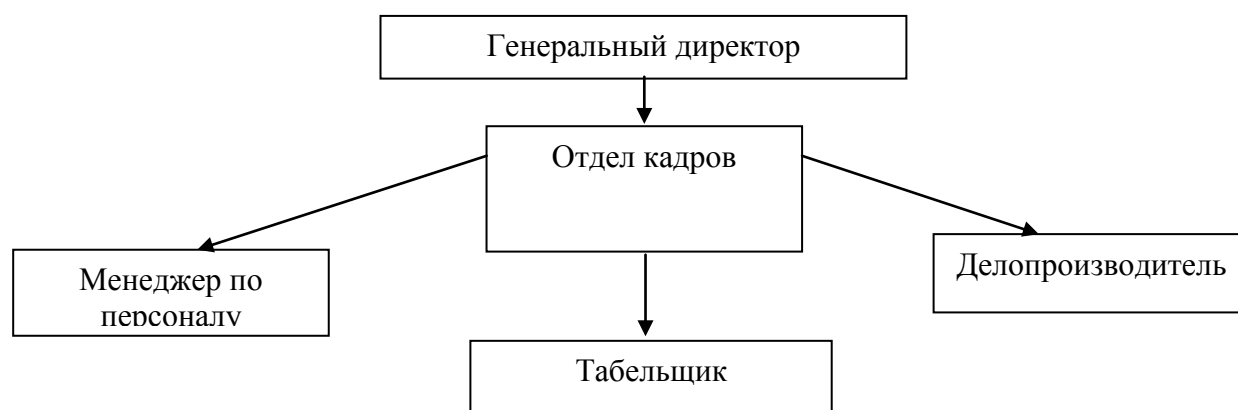 Генеральный директор
Отдел кадров
Менеджер по
персоналу
Делопроизводитель
Табельщик